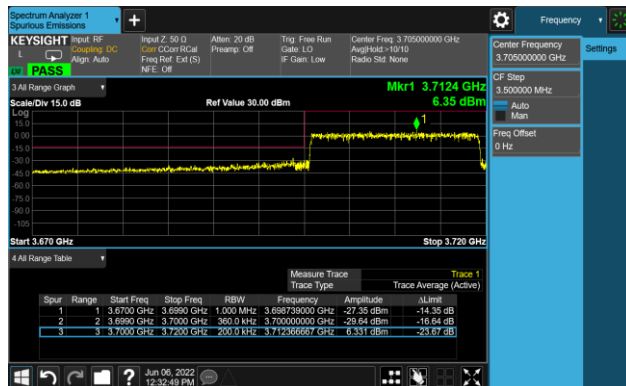 Spectrum Analyzer 1
Spurious Emissions
+
Frequency
KEYSIGHT
L
LV PASS
Input: RF
Coupling: DC
Align: Auto
Input Z: 50 Ω
Corr CCorr RCal
Freq Ref: Ext (S)
NFE: Off
Atten: 20 dB
Preamp: Off
Trig: Free Run
Gate: LO
IF Gain: Low
Center Freq: 3.705000000 GHz
Avg|Hold:>10/10
Radio Std: None
Center Frequency
3.705000000 GHz
Settings
CF Step
3.500000 MHz
Auto
Man
Freq Offset
0 Hz
3 All Range Graph
Mkr1 3.7124 GHz
Scale/Div 15.0 dB
Ref Value 30.00 dBm
6.35 dBm
Log
1
15.0
0.00
-15.0
-30.0
-45.0
-60.0
-75.0
-90.0
-105
Start 3.670 GHz
Stop 3.720 GHz
4 All Range Table
Measure Trace Trace 1
Trace Type Trace Average (Active)
Spur Range Start Freq Stop Freq RBW Frequency Amplitude ΔLimit
1 1 3.6700 GHz 3.6990 GHz 1.000 MHz 3.698739000 GHz -27.35 dBm -14.35 dB
2 2 3.6990 GHz 3.7000 GHz 360.0 kHz 3.700000000 GHz -29.64 dBm -16.64 dB
3 3 3.7000 GHz 3.7200 GHz 200.0 kHz 3.712366667 GHz 6.331 dBm -23.67 dB
?
Jun 06, 2022
12:32:49 PM